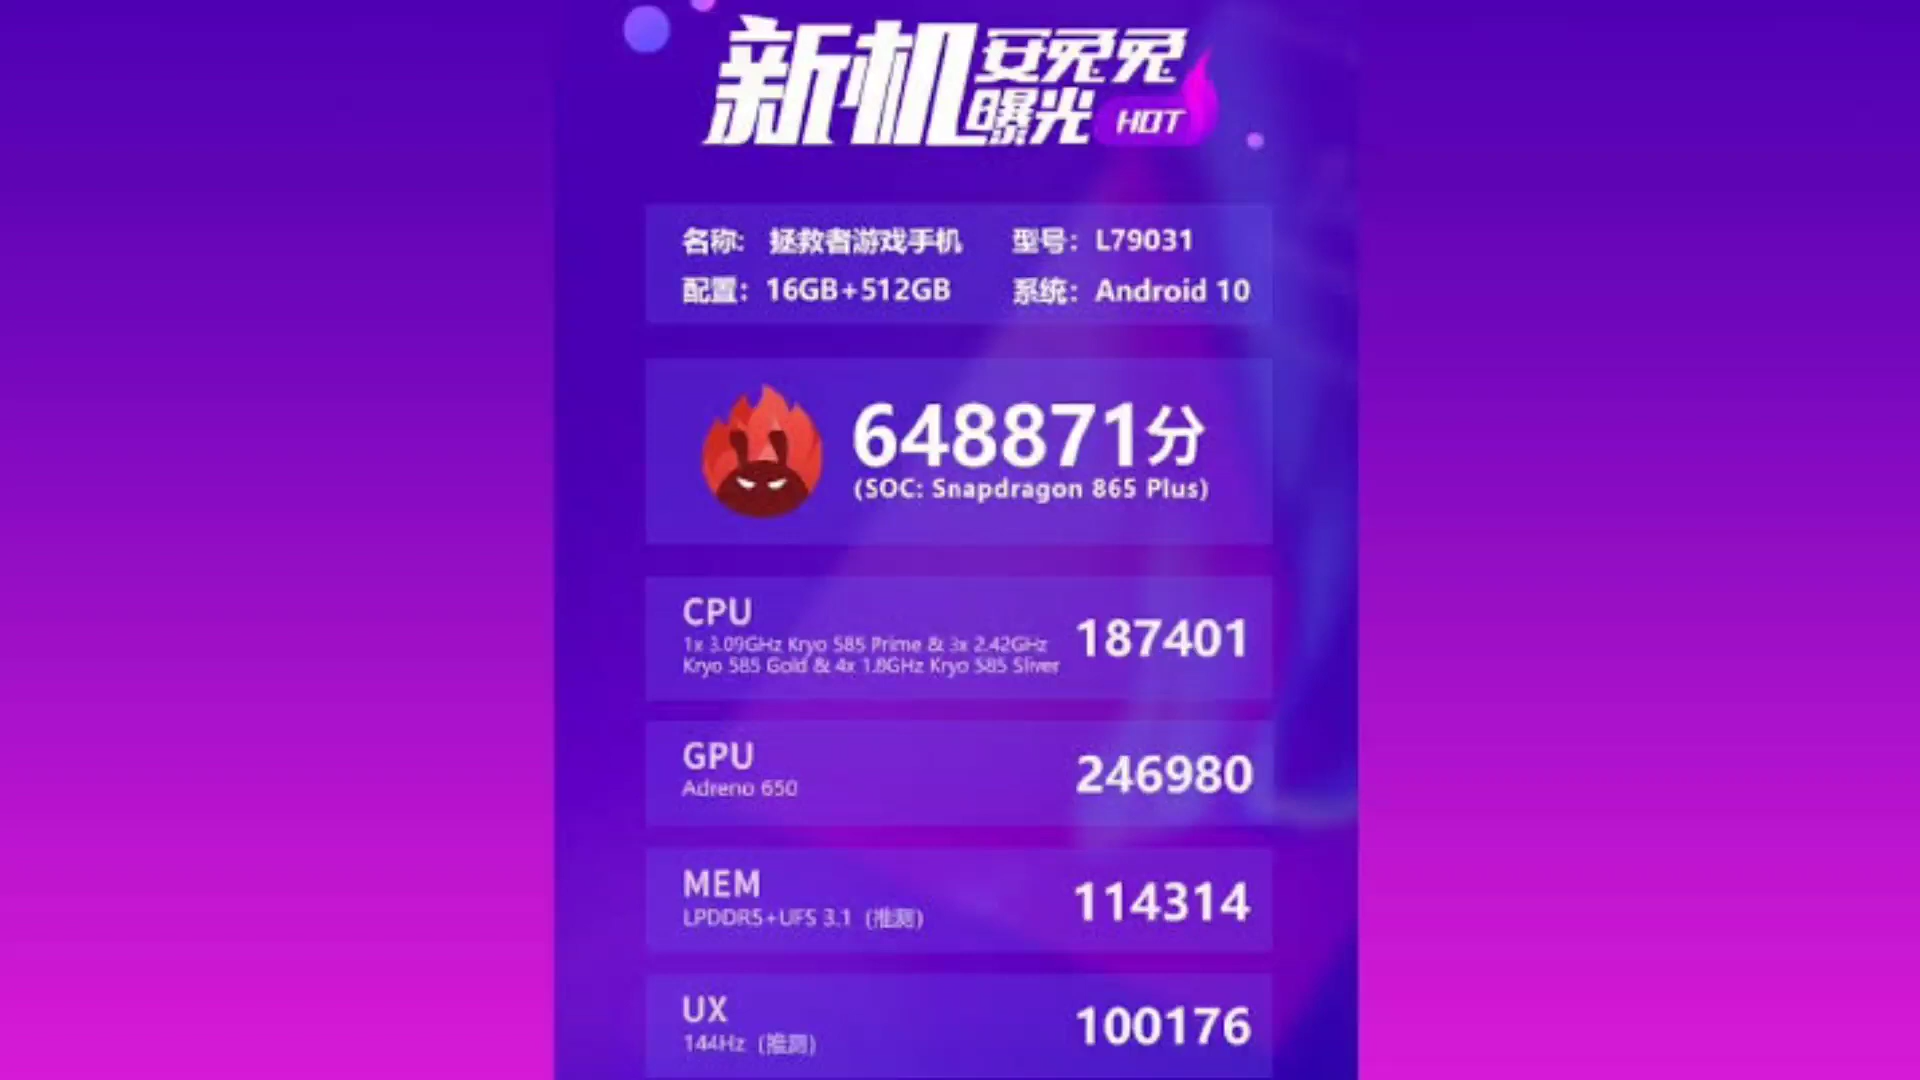 新机安兔兔
曝光 HOT
名称: 拯救者游戏手机 型号: L79031
配置: 16GB+512GB 系统: Android 10
648871分
(SOC: Snapdragon 865 Plus)
CPU
1x 3.09GHz Kryo 585 Prime & 3x 2.42GHz
Kryo 585 Gold & 4x 1.8GHz Kryo 585 Sliver
187401
GPU
Adreno 650
246980
MEM
LPDDR5+UFS 3.1 (推测)
114314
UX
144Hz (推测)
100176